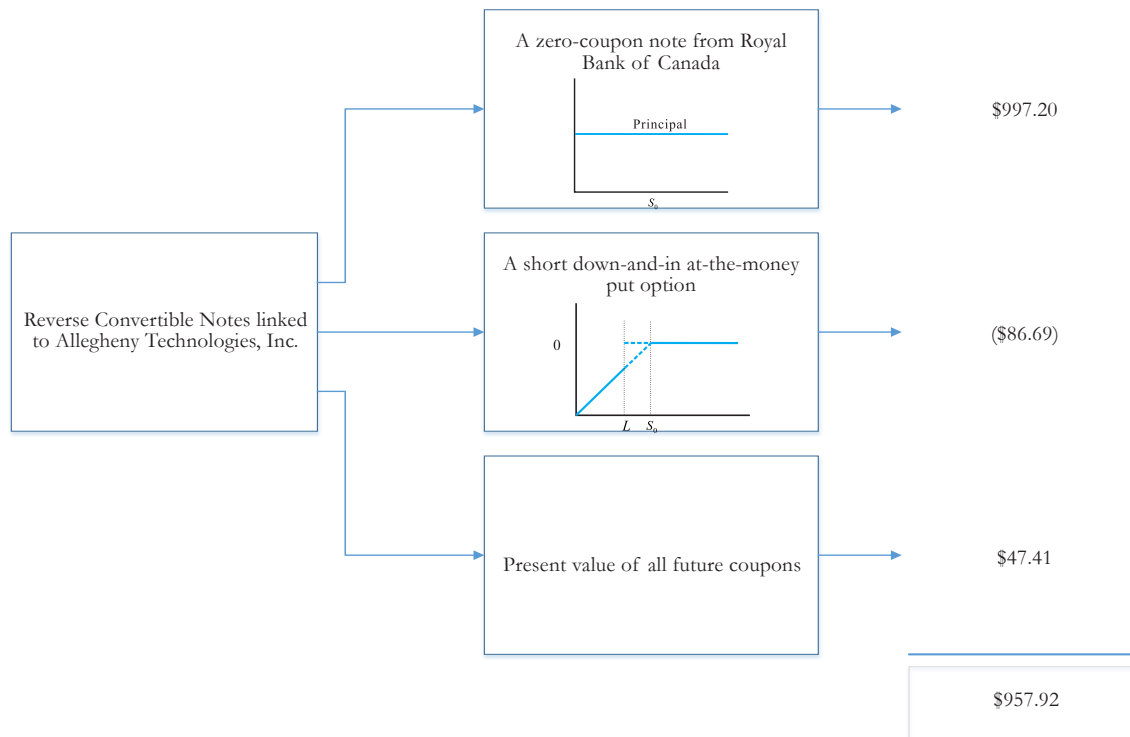 A zero-coupon note from Royal
Bank of Canada
Principal
S₀
$997.20
Reverse Convertible Notes linked
to Allegheny Technologies, Inc.
A short down-and-in at-the-money
put option
0
L S₀
($86.69)
Present value of all future coupons
$47.41
$957.92